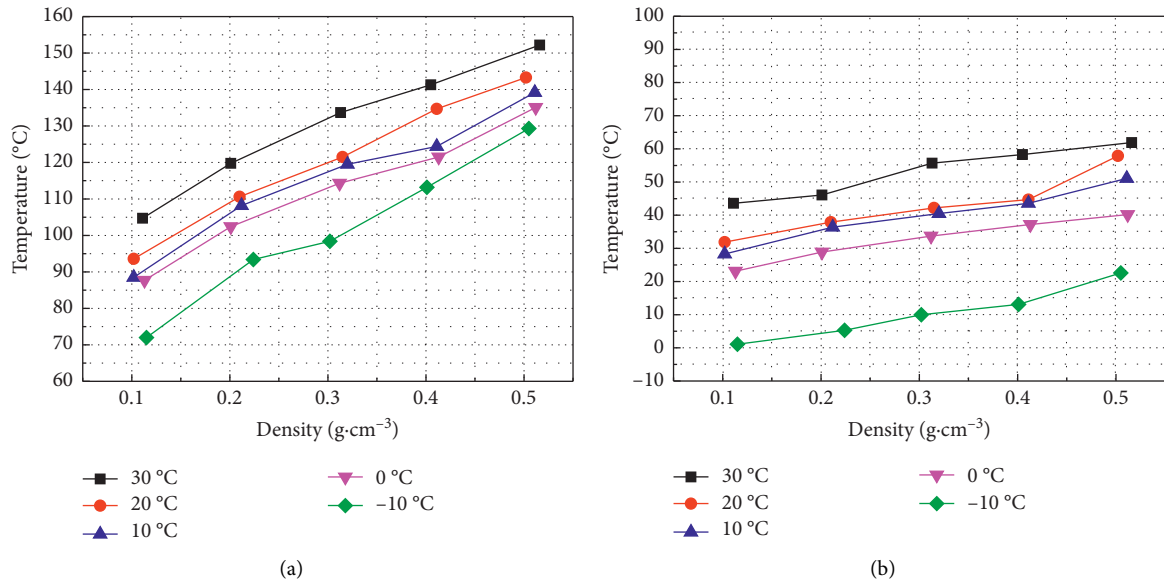 160
150
140
130
120
110
100
90
80
70
60
Temperature (°C)
0.1 0.2 0.3 0.4 0.5
Density (g·cm⁻³)
30 °C
20 °C
10 °C
0 °C
–10 °C
(a)
100
90
80
70
60
50
40
30
20
10
0
–10
Temperature (°C)
0.1 0.2 0.3 0.4 0.5
Density (g·cm⁻³)
30 °C
20 °C
10 °C
0 °C
–10 °C
(b)